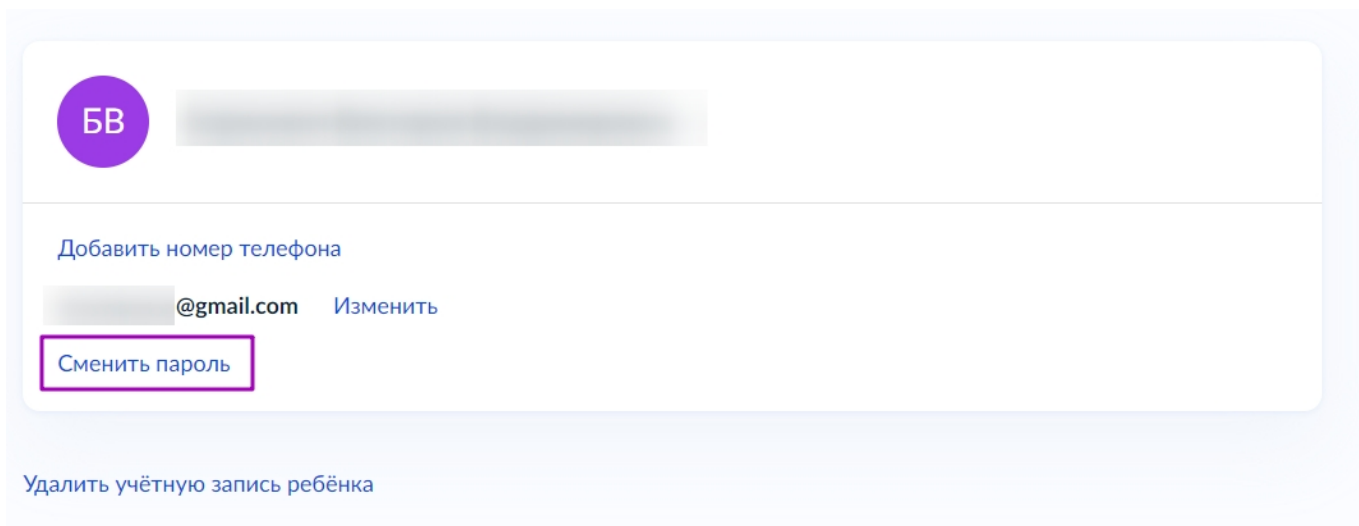 БВ
Добавить номер телефона
@gmail.com Изменить
Сменить пароль
Удалить учётную запись ребёнка